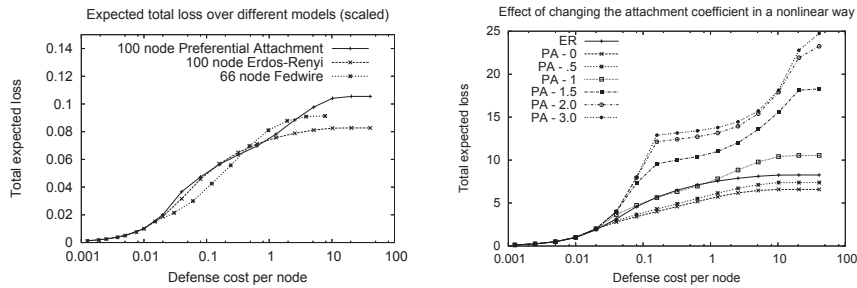 Expected total loss over different models (scaled)
0.14
0.12
0.1
0.08
0.06
0.04
0.02
0
Total expected loss
100 node Preferential Attachment
100 node Erdos-Renyi
66 node Fedwire
0.001 0.01 0.1 1 10 100
Defense cost per node
Effect of changing the attachment coefficient in a nonlinear way
25
20
15
10
5
0
Total expected loss
ER
PA - 0
PA - .5
PA - 1
PA - 1.5
PA - 2.0
PA - 3.0
0.001 0.01 0.1 1 10 100
Defense cost per node